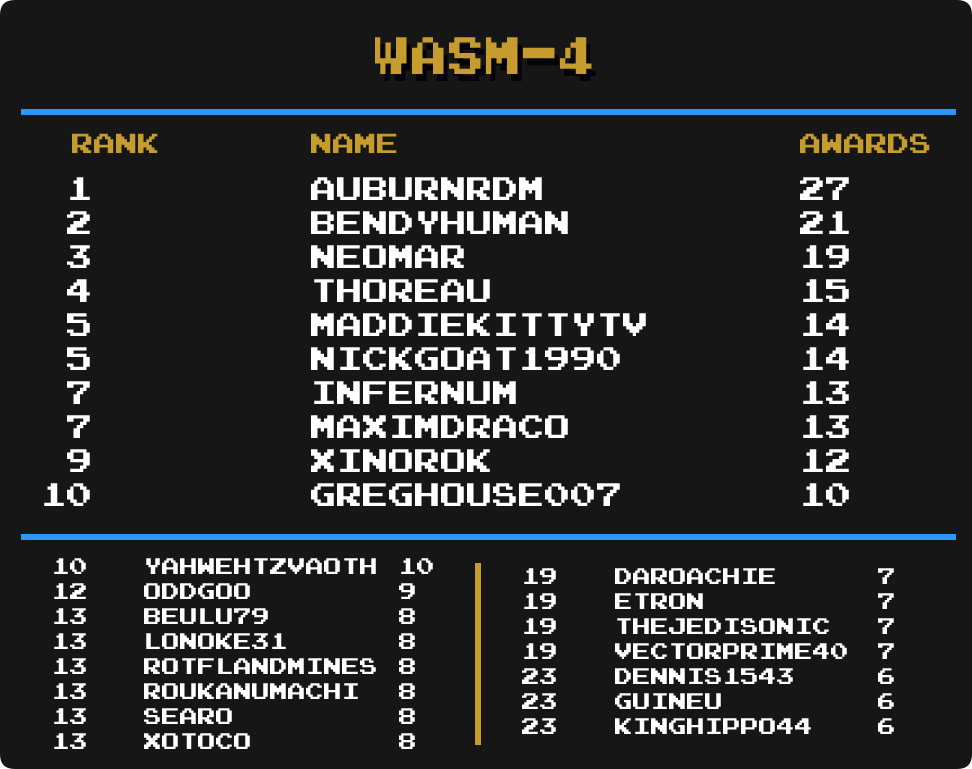 WASM-4
RANK NAME AWARDS
1 AUBURNRDM 27
2 BENDYHUMAN 21
3 NEOMAR 19
4 THOREAU 15
5 MADDIEKITTYTV 14
5 NICKGOAT1990 14
7 INFERNUM 13
7 MAXIMDRACO 13
9 XINOROK 12
10 GREGHOUSE007 10
10 YAHWEHTZVAOTH 10
12 ODDGOO 9
13 BEULU79 8
13 LONOKE31 8
13 ROTFLANDMINES 8
13 ROUKANUMACHI 8
13 SEARO 8
13 XOTOCO 8
19 DAROACHIE 7
19 ETRON 7
19 THEJEDISONIC 7
19 VECTORPRIME40 7
23 DENNIS1543 6
23 GUINEU 6
23 KINGHIPPO44 6